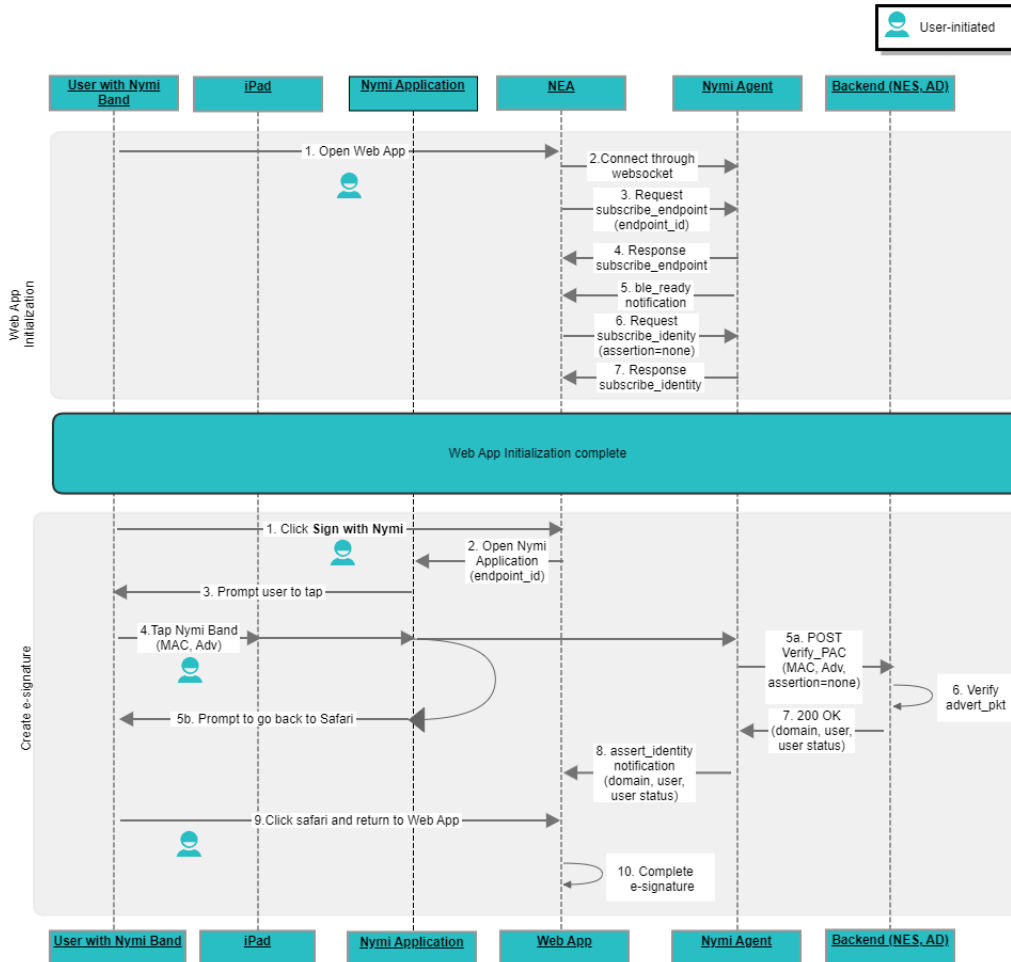 User-initiated
User with Nymi
Band
iPad
Nymi Application
NEA
Nymi Agent
Backend (NES, AD)
Web App
Initialization
1. Open Web App
2.Connect through
websocket
3. Request
subscribe_endpoint
(endpoint_id)
4. Response
subscribe_endpoint
5. ble_ready
notification
6. Request
subscribe_idenity
(assertion=none)
7. Response
subscribe_identity
Web App Initialization complete
Create e-signature
1. Click Sign with Nymi
2. Open Nymi
Application
(endpoint_id)
3. Prompt user to tap
4.Tap Nymi Band
(MAC, Adv)
5a. POST
Verify_PAC
(MAC, Adv,
assertion=none)
5b. Prompt to go back to Safari
6. Verify
advert_pkt
7. 200 OK
(domain, user,
user status)
8. assert_identity
notification
(domain, user,
user status)
9.Click safari and return to Web App
10. Complete
e-signature
User with Nymi Band
iPad
Nymi Application
Web App
Nymi Agent
Backend (NES, AD)